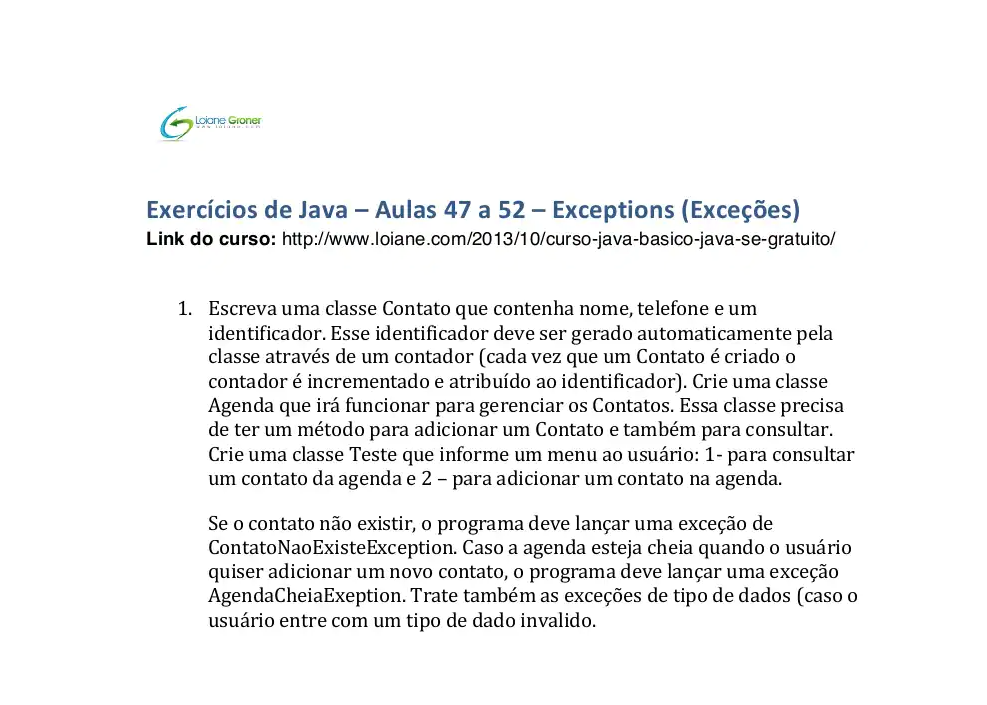 Loiane Groner
www.loiane.com
Exercícios de Java – Aulas 47 a 52 – Exceptions (Exceções)
Link do curso: http://www.loiane.com/2013/10/curso-java-basico-java-se-gratuito/
1. Escreva uma classe Contato que contenha nome, telefone e um
identificador. Esse identificador deve ser gerado automaticamente pela
classe através de um contador (cada vez que um Contato é criado o
contador é incrementado e atribuído ao identificador). Crie uma classe
Agenda que irá funcionar para gerenciar os Contatos. Essa classe precisa
de ter um método para adicionar um Contato e também para consultar.
Crie uma classe Teste que informe um menu ao usuário: 1- para consultar
um contato da agenda e 2 – para adicionar um contato na agenda.
Se o contato não existir, o programa deve lançar uma exceção de
ContatoNaoExisteException. Caso a agenda esteja cheia quando o usuário
quiser adicionar um novo contato, o programa deve lançar uma exceção
AgendaCheiaExeption. Trate também as exceções de tipo de dados (caso o
usuário entre com um tipo de dado invalido.